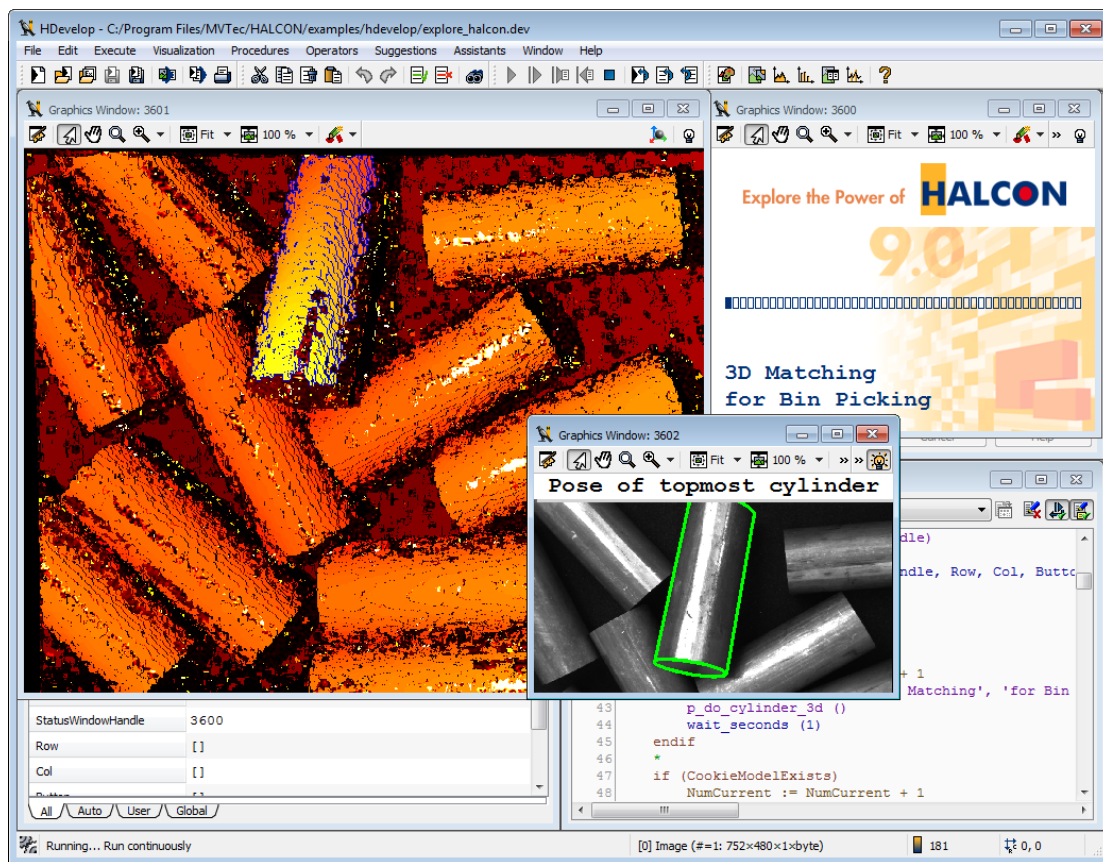 HDevelop - C:/Program Files/MVTec/HALCON/examples/hdevelop/explore_halcon.dev
File Edit Execute Visualization Procedures Operators Suggestions Assistants Window Help
Graphics Window: 3601
Fit 100 %
Graphics Window: 3600
Fit 100 % »
Explore the Power of HALCON
9.0
3D Matching
for Bin Picking
Graphics Window: 3602
Fit 100 % » »
Pose of topmost cylinder
dle)
ndle, Row, Col, Butto
+ 1
Matching', 'for Bin
43 p_do_cylinder_3d ()
44 wait_seconds (1)
45 endif
46 *
47 if (CookieModelExists)
48 NumCurrent := NumCurrent + 1
StatusWindowHandle 3600
Row []
Col []
All Auto User Global
Running... Run continuously
[0] Image (#=1: 752×480×1×byte)
181
0, 0